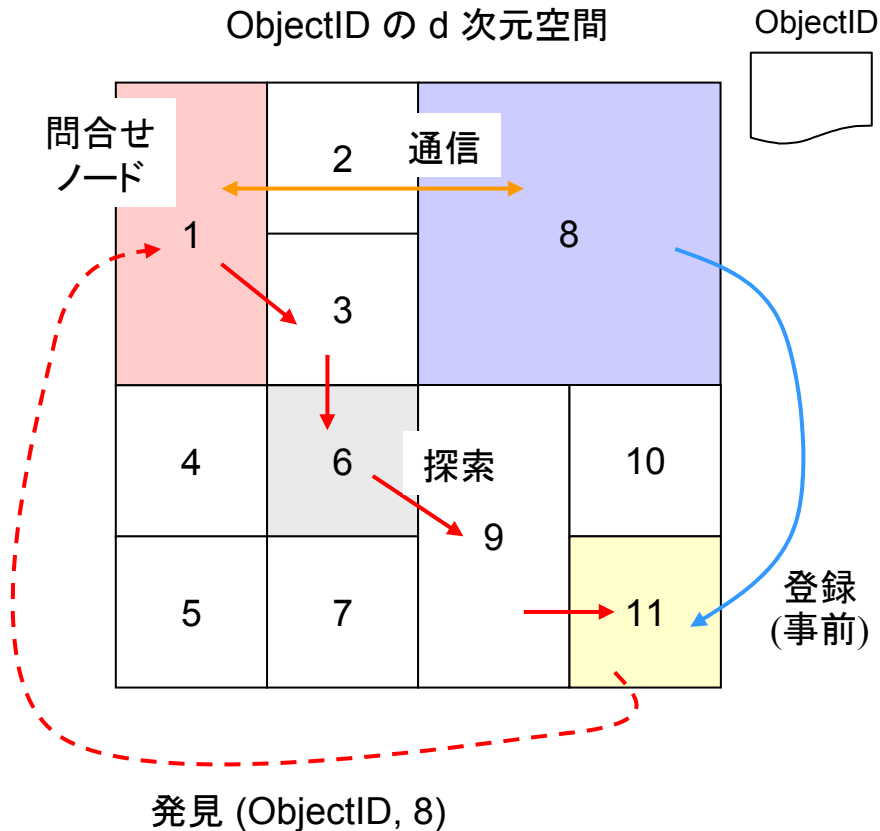 ObjectID の d 次元空間
ObjectID
問合せ
ノード
通信
1
2
8
3
4
6
探索
10
9
5
7
11
登録
(事前)
発見 (ObjectID, 8)